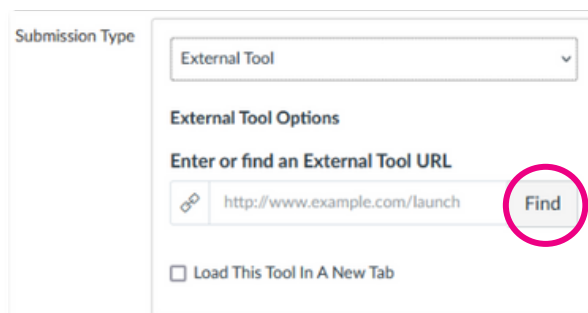 Submission Type
External Tool
External Tool Options
Enter or find an External Tool URL
http://www.example.com/launch Find
Load This Tool In A New Tab